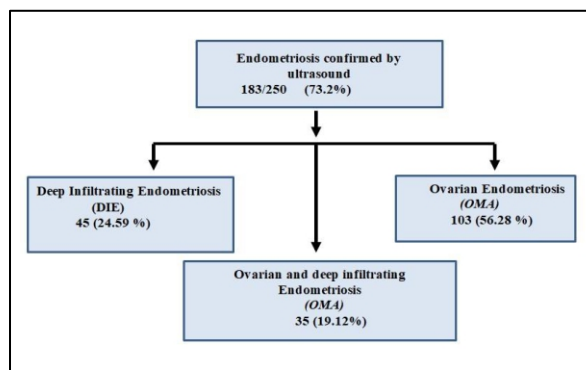 Endometriosis confirmed by
ultrasound
183/250 (73.2%)
Deep Infiltrating Endometriosis
(DIE)
45 (24.59 %)
Ovarian Endometriosis
(OMA)
103 (56.28 %)
Ovarian and deep infiltrating
Endometriosis
(OMA)
35 (19.12%)